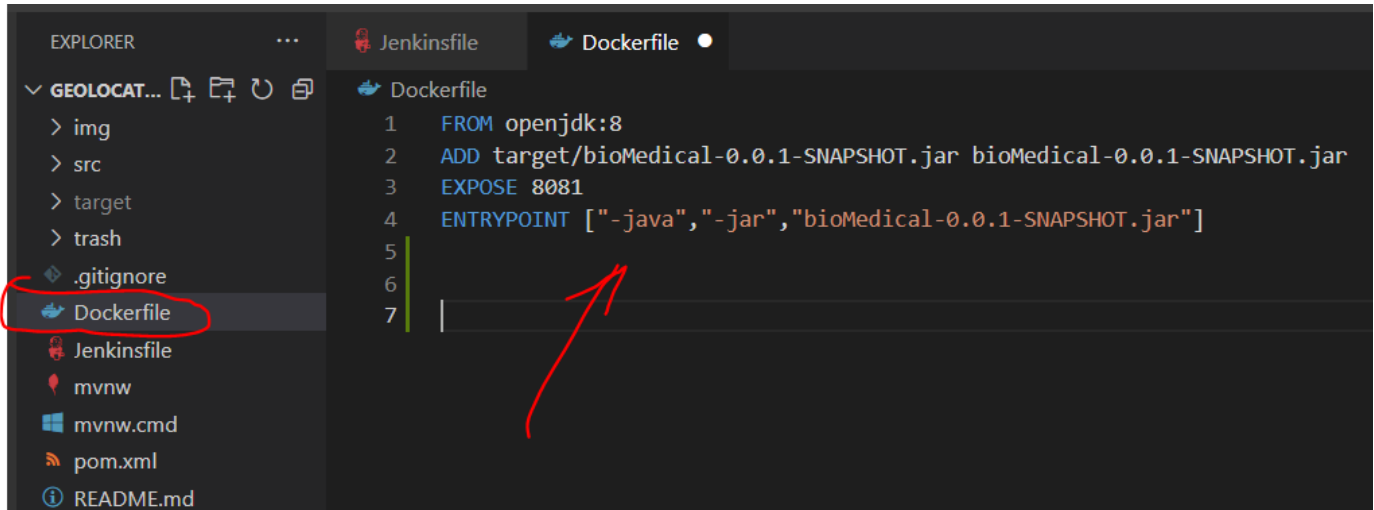 EXPLORER ...
GEOLOCAT...
img
src
target
trash
.gitignore
Dockerfile
Jenkinsfile
mvnw
mvnw.cmd
pom.xml
README.md
Jenkinsfile Dockerfile
Dockerfile
1 FROM openjdk:8
2 ADD target/bioMedical-0.0.1-SNAPSHOT.jar bioMedical-0.0.1-SNAPSHOT.jar
3 EXPOSE 8081
4 ENTRYPOINT ["-java","-jar","bioMedical-0.0.1-SNAPSHOT.jar"]
5
6
7